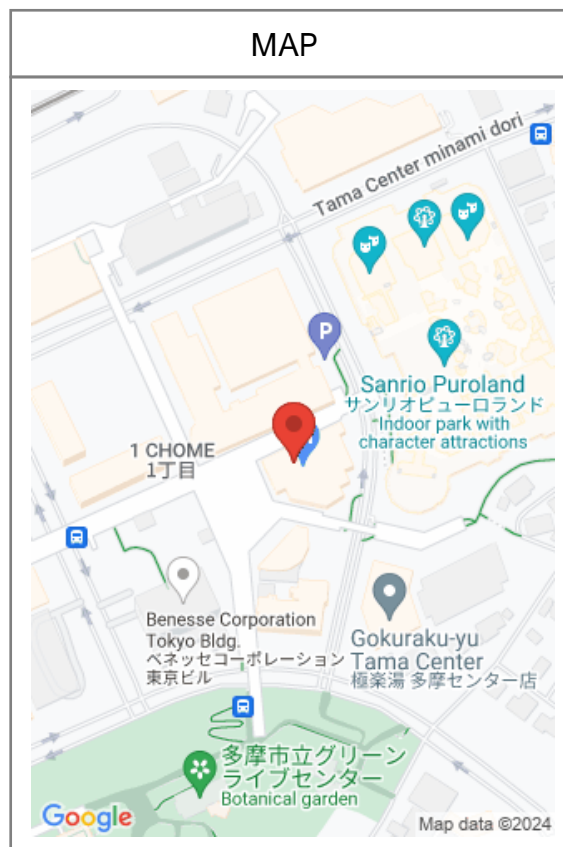 MAP
Tama Center minami dori
P
Sanrio Puroland
サンリオピューロランド
Indoor park with
character attractions
1 CHOME
1丁目
Benesse Corporation
Tokyo Bldg.
ベネッセコーポレーション
東京ビル
Gokuraku-yu
Tama Center
極楽湯 多摩センター店
多摩市立グリーン
ライブセンター
Botanical garden
Google
Map data ©2024